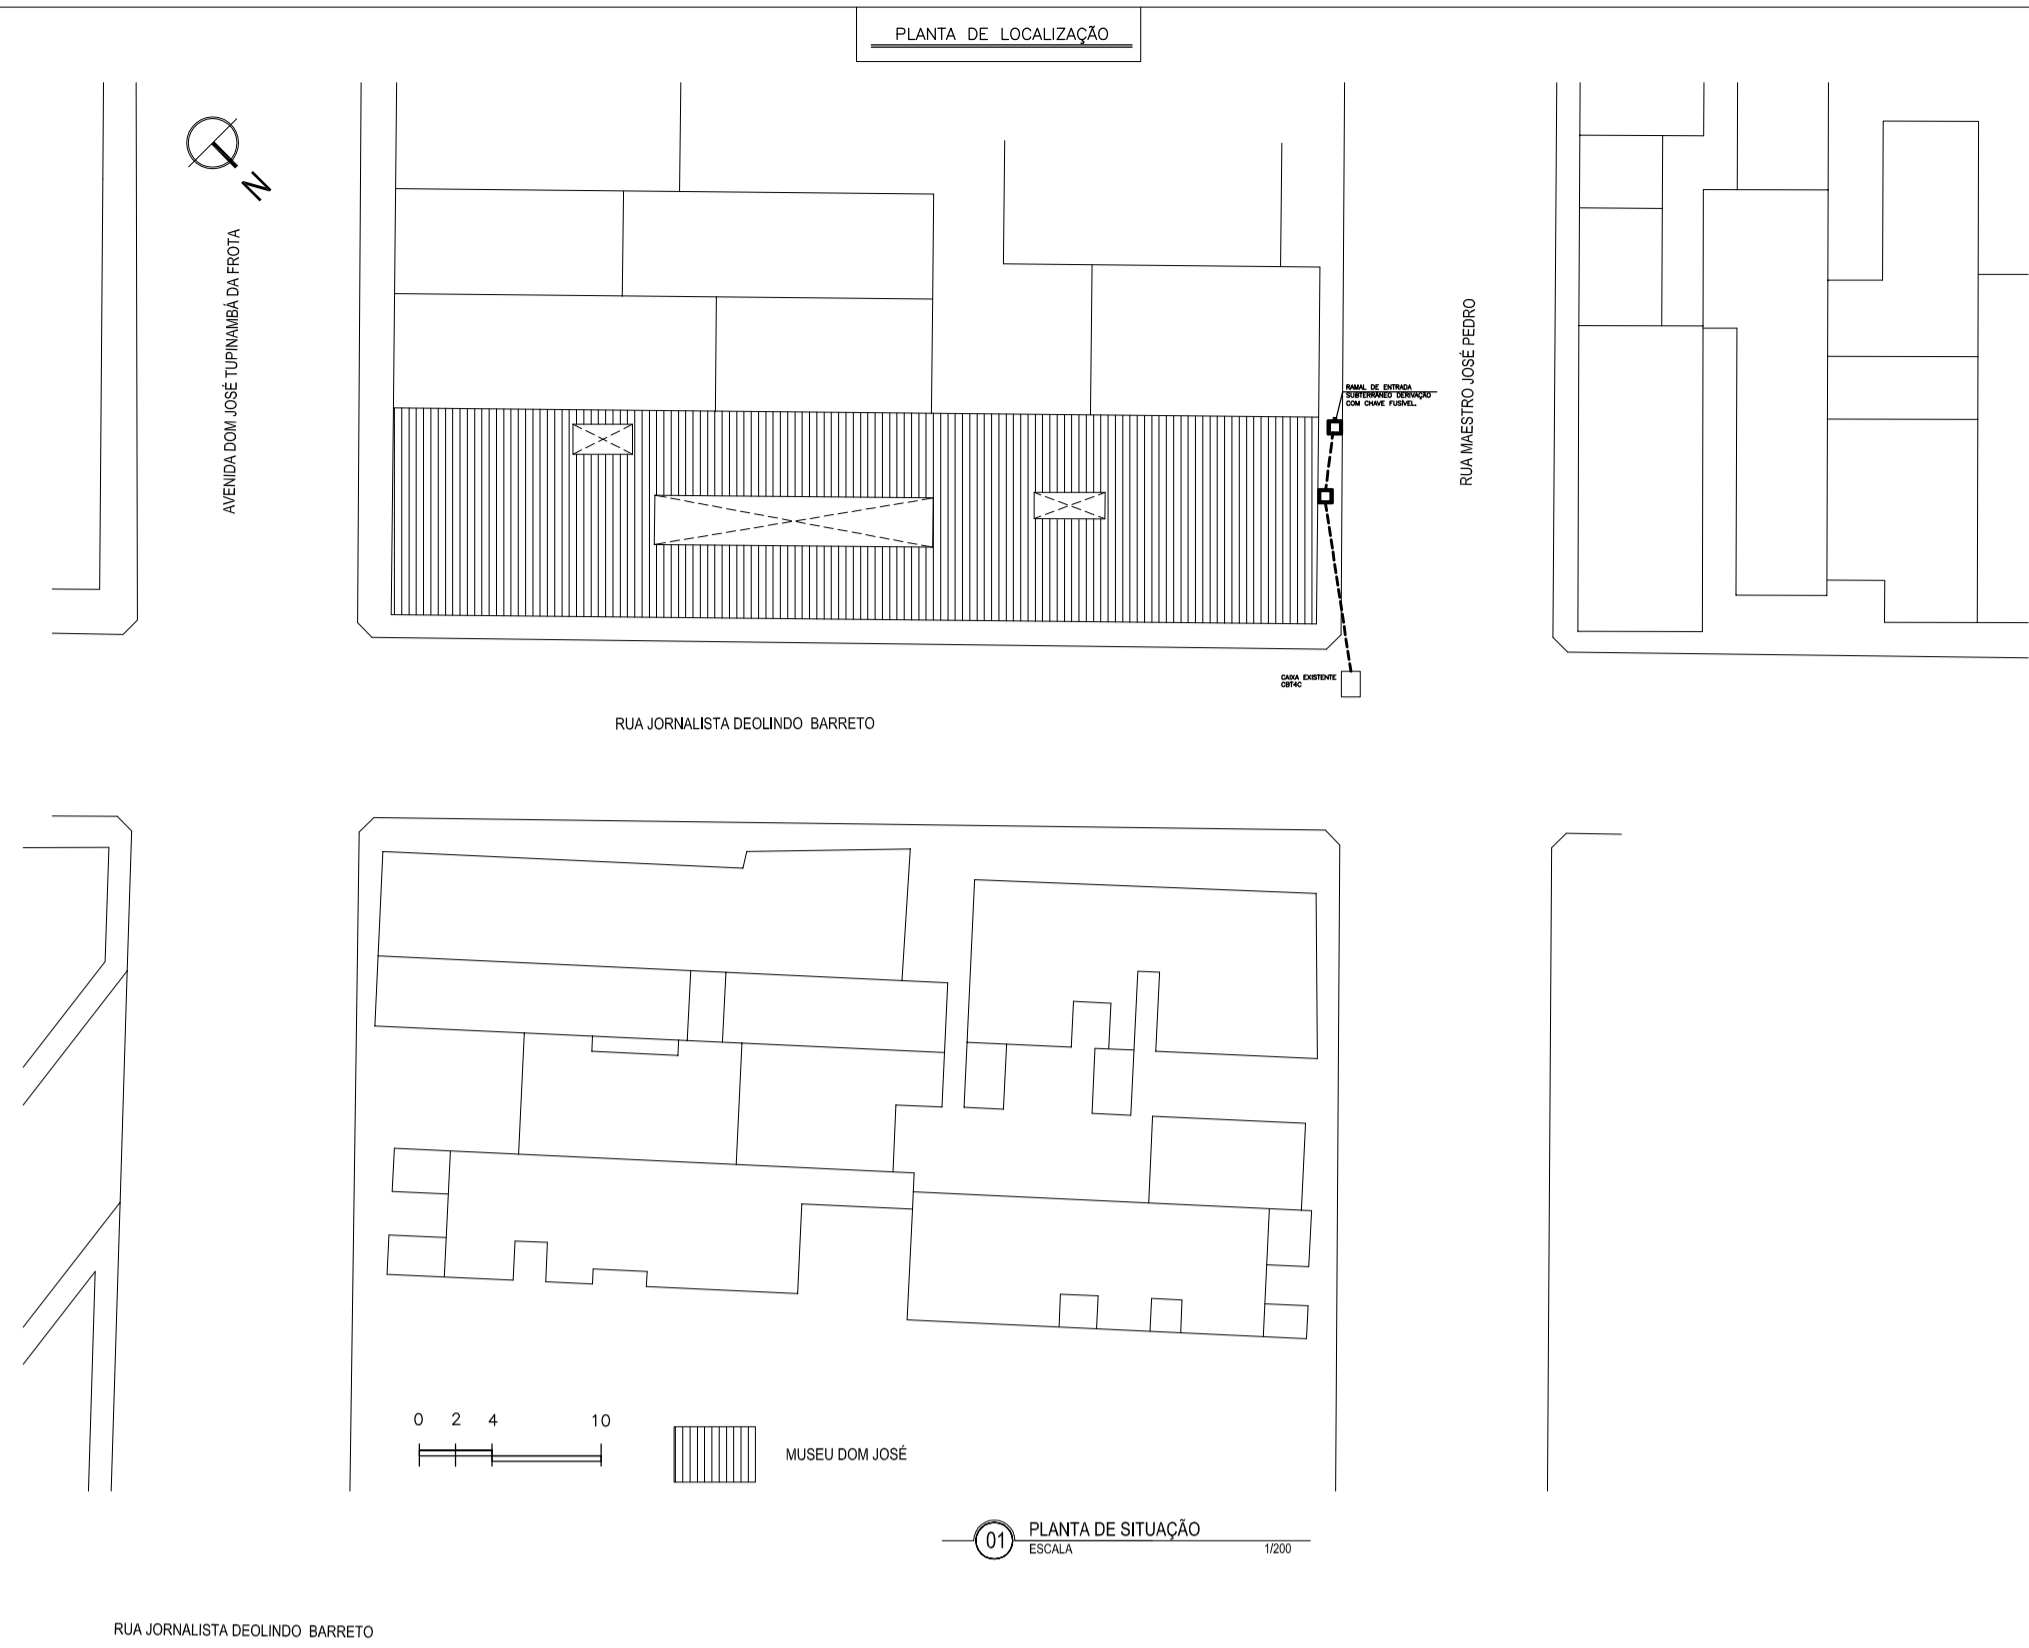 PLANTA DE LOCALIZAÇÃO
N
AVENIDA DOM JOSÉ TUPINAMBÁ DA FROTA
RUA MAESTRO JOSÉ PEDRO
RAMAL DE ENTRADA
SUBTERRÂNEO DERIVAÇÃO
COM CHAVE FUSÍVEL.
CAIXA EXISTENTE
CBT4C
RUA JORNALISTA DEOLINDO BARRETO
0 2 4 10
MUSEU DOM JOSÉ
01 PLANTA DE SITUAÇÃO
ESCALA 1/200
RUA JORNALISTA DEOLINDO BARRETO